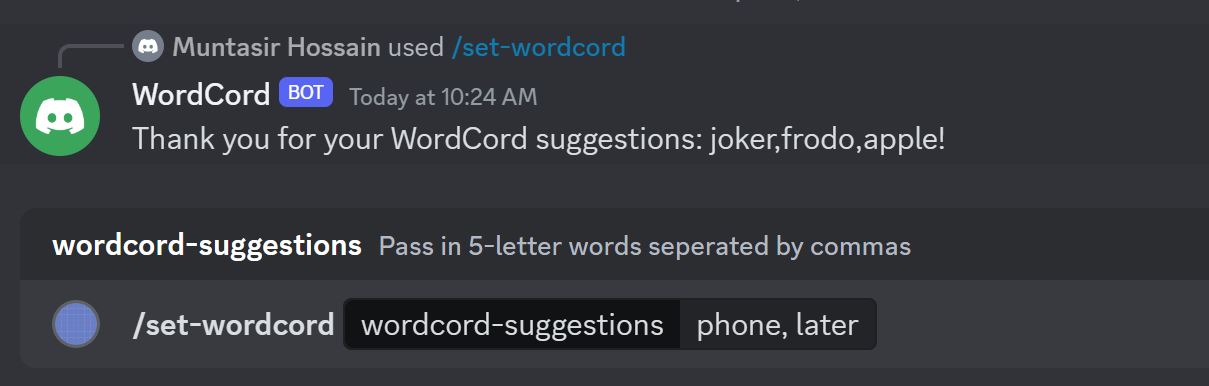 Muntasir Hossain used /set-wordcord
WordCord BOT Today at 10:24 AM
Thank you for your WordCord suggestions: joker,frodo,apple!
wordcord-suggestions Pass in 5-letter words seperated by commas
/set-wordcord wordcord-suggestions phone, later